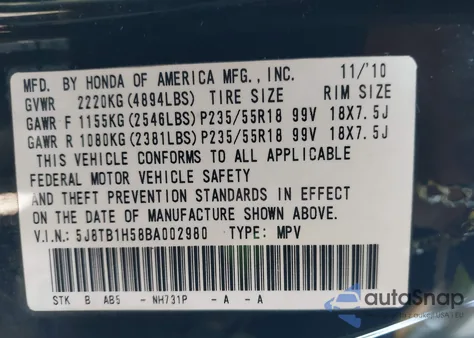 MFD. BY HONDA OF AMERICA MFG., INC. 11/'10
GVWR 2220KG (4894LBS) TIRE SIZE RIM SIZE
GAWR F 1155KG (2546LBS) P235/55R18 99V 18X7.5J
GAWR R 1080KG (2381LBS) P235/55R18 99V 18X7.5J
THIS VEHICLE CONFORMS TO ALL APPLICABLE
FEDERAL MOTOR VEHICLE SAFETY
AND THEFT PREVENTION STANDARDS IN EFFECT
ON THE DATE OF MANUFACTURE SHOWN ABOVE.
V.I.N.: 5J8TB1H58BA002980 TYPE: MPV
STK B AB5 - NH731P - A - A
autoSnap